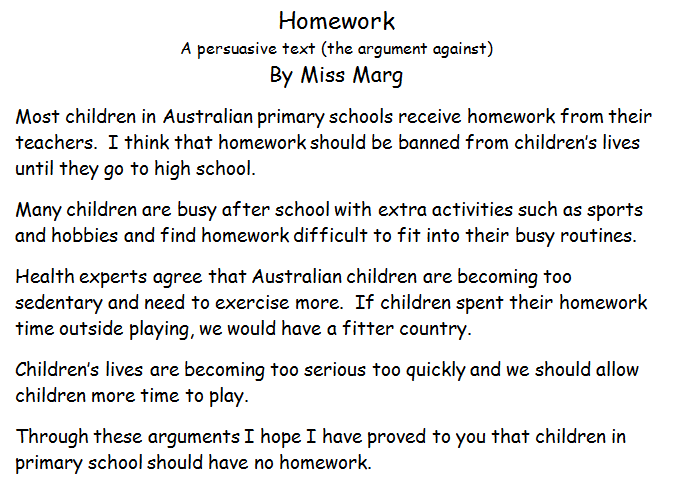 Homework
A persuasive text (the argument against)
By Miss Marg
Most children in Australian primary schools receive homework from their
teachers.  I think that homework should be banned from children's lives
until they go to high school.
Many children are busy after school with extra activities such as sports
and hobbies and find homework difficult to fit into their busy routines.
Health experts agree that Australian children are becoming too
sedentary and need to exercise more.  If children spent their homework
time outside playing, we would have a fitter country.
Children's lives are becoming too serious too quickly and we should allow
children more time to play.
Through these arguments I hope I have proved to you that children in
primary school should have no homework.